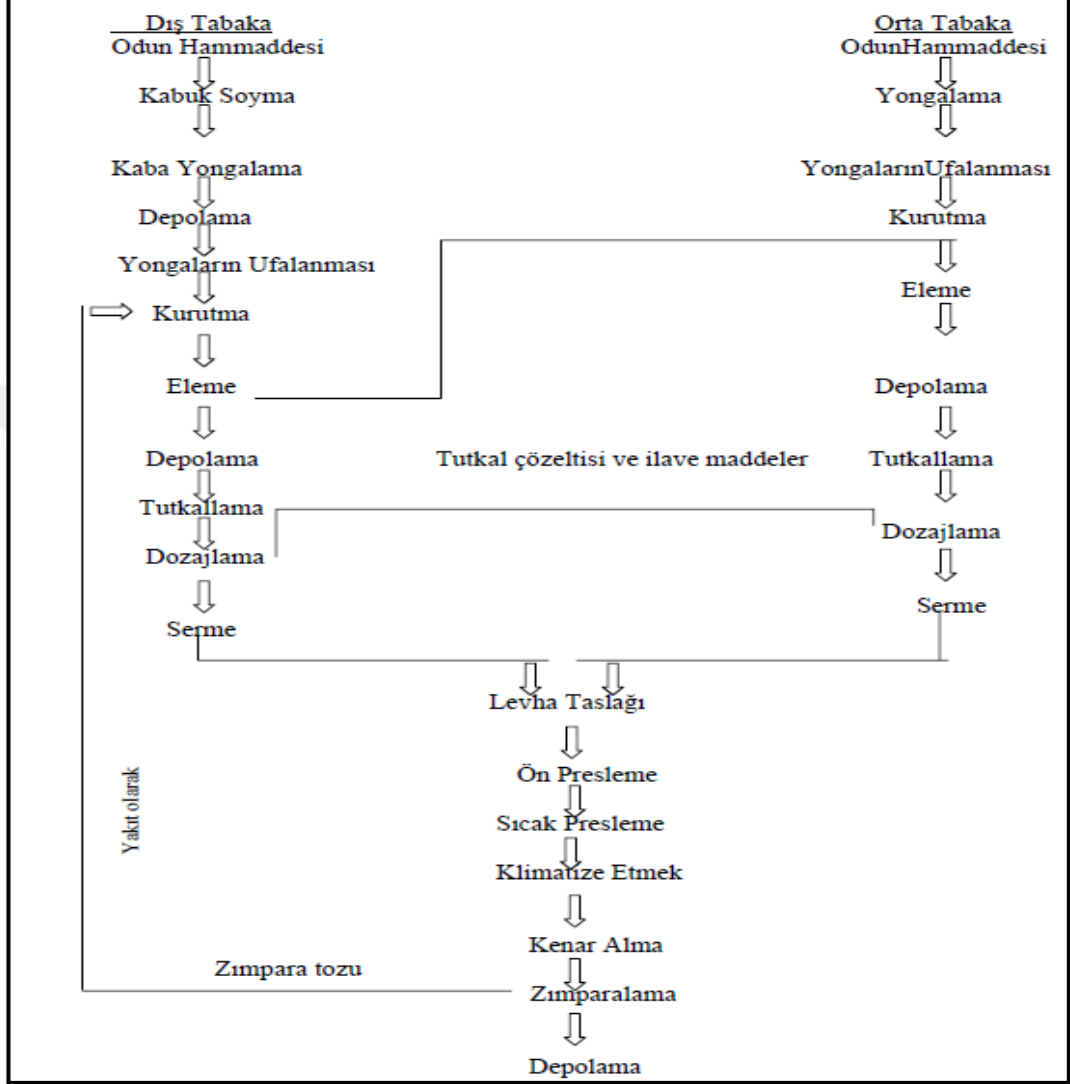 Dış Tabaka
Odun Hammaddesi
Kabuk Soyma
Kaba Yongalama
Depolama
Yongaların Ufalanması
Kurutma
Eleme
Depolama
Tutkallama
Dozajlama
Serme
Orta Tabaka
OdunHammaddesi
Yongalama
YongalarınUfalanması
Kurutma
Eleme
Depolama
Tutkallama
Dozajlama
Serme
Tutkal çözeltisi ve ilave maddeler
Levha Taslağı
Ön Presleme
Sıcak Presleme
Klimatize Etmek
Kenar Alma
Zımparalama
Depolama
Zımpara tozu
Yakıt olarak